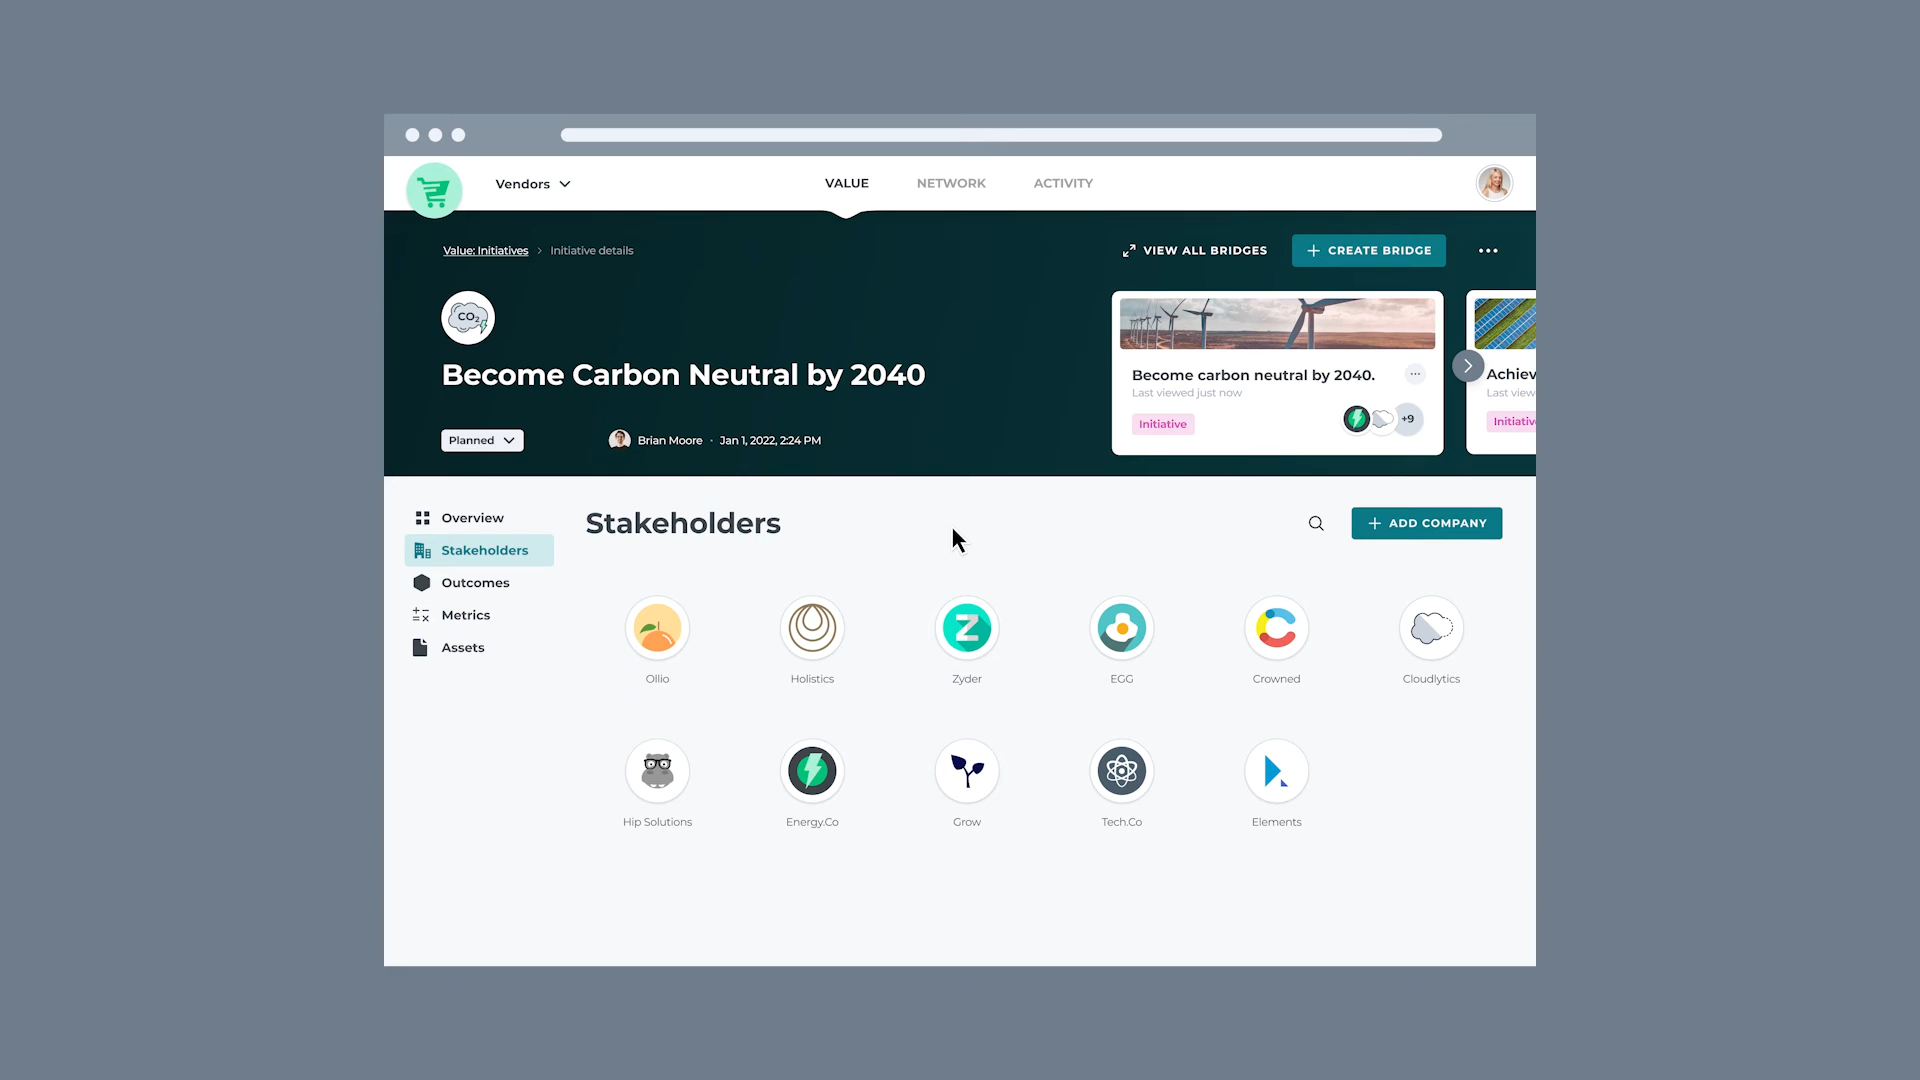 Vendors
VALUE
NETWORK
ACTIVITY
Value: Initiatives > Initiative details
VIEW ALL BRIDGES
+ CREATE BRIDGE
CO2
Become Carbon Neutral by 2040
Planned
Brian Moore · Jan 1, 2022, 2:24 PM
Become carbon neutral by 2040.
Last viewed just now
Initiative
+9
Achiev
Last view
Initiativ
Overview
Stakeholders
Outcomes
Metrics
Assets
Stakeholders
+ ADD COMPANY
Ollio
Holistics
Z
Zyder
EGG
Crowned
Cloudlytics
Hip Solutions
Energy.Co
Grow
Tech.Co
Elements